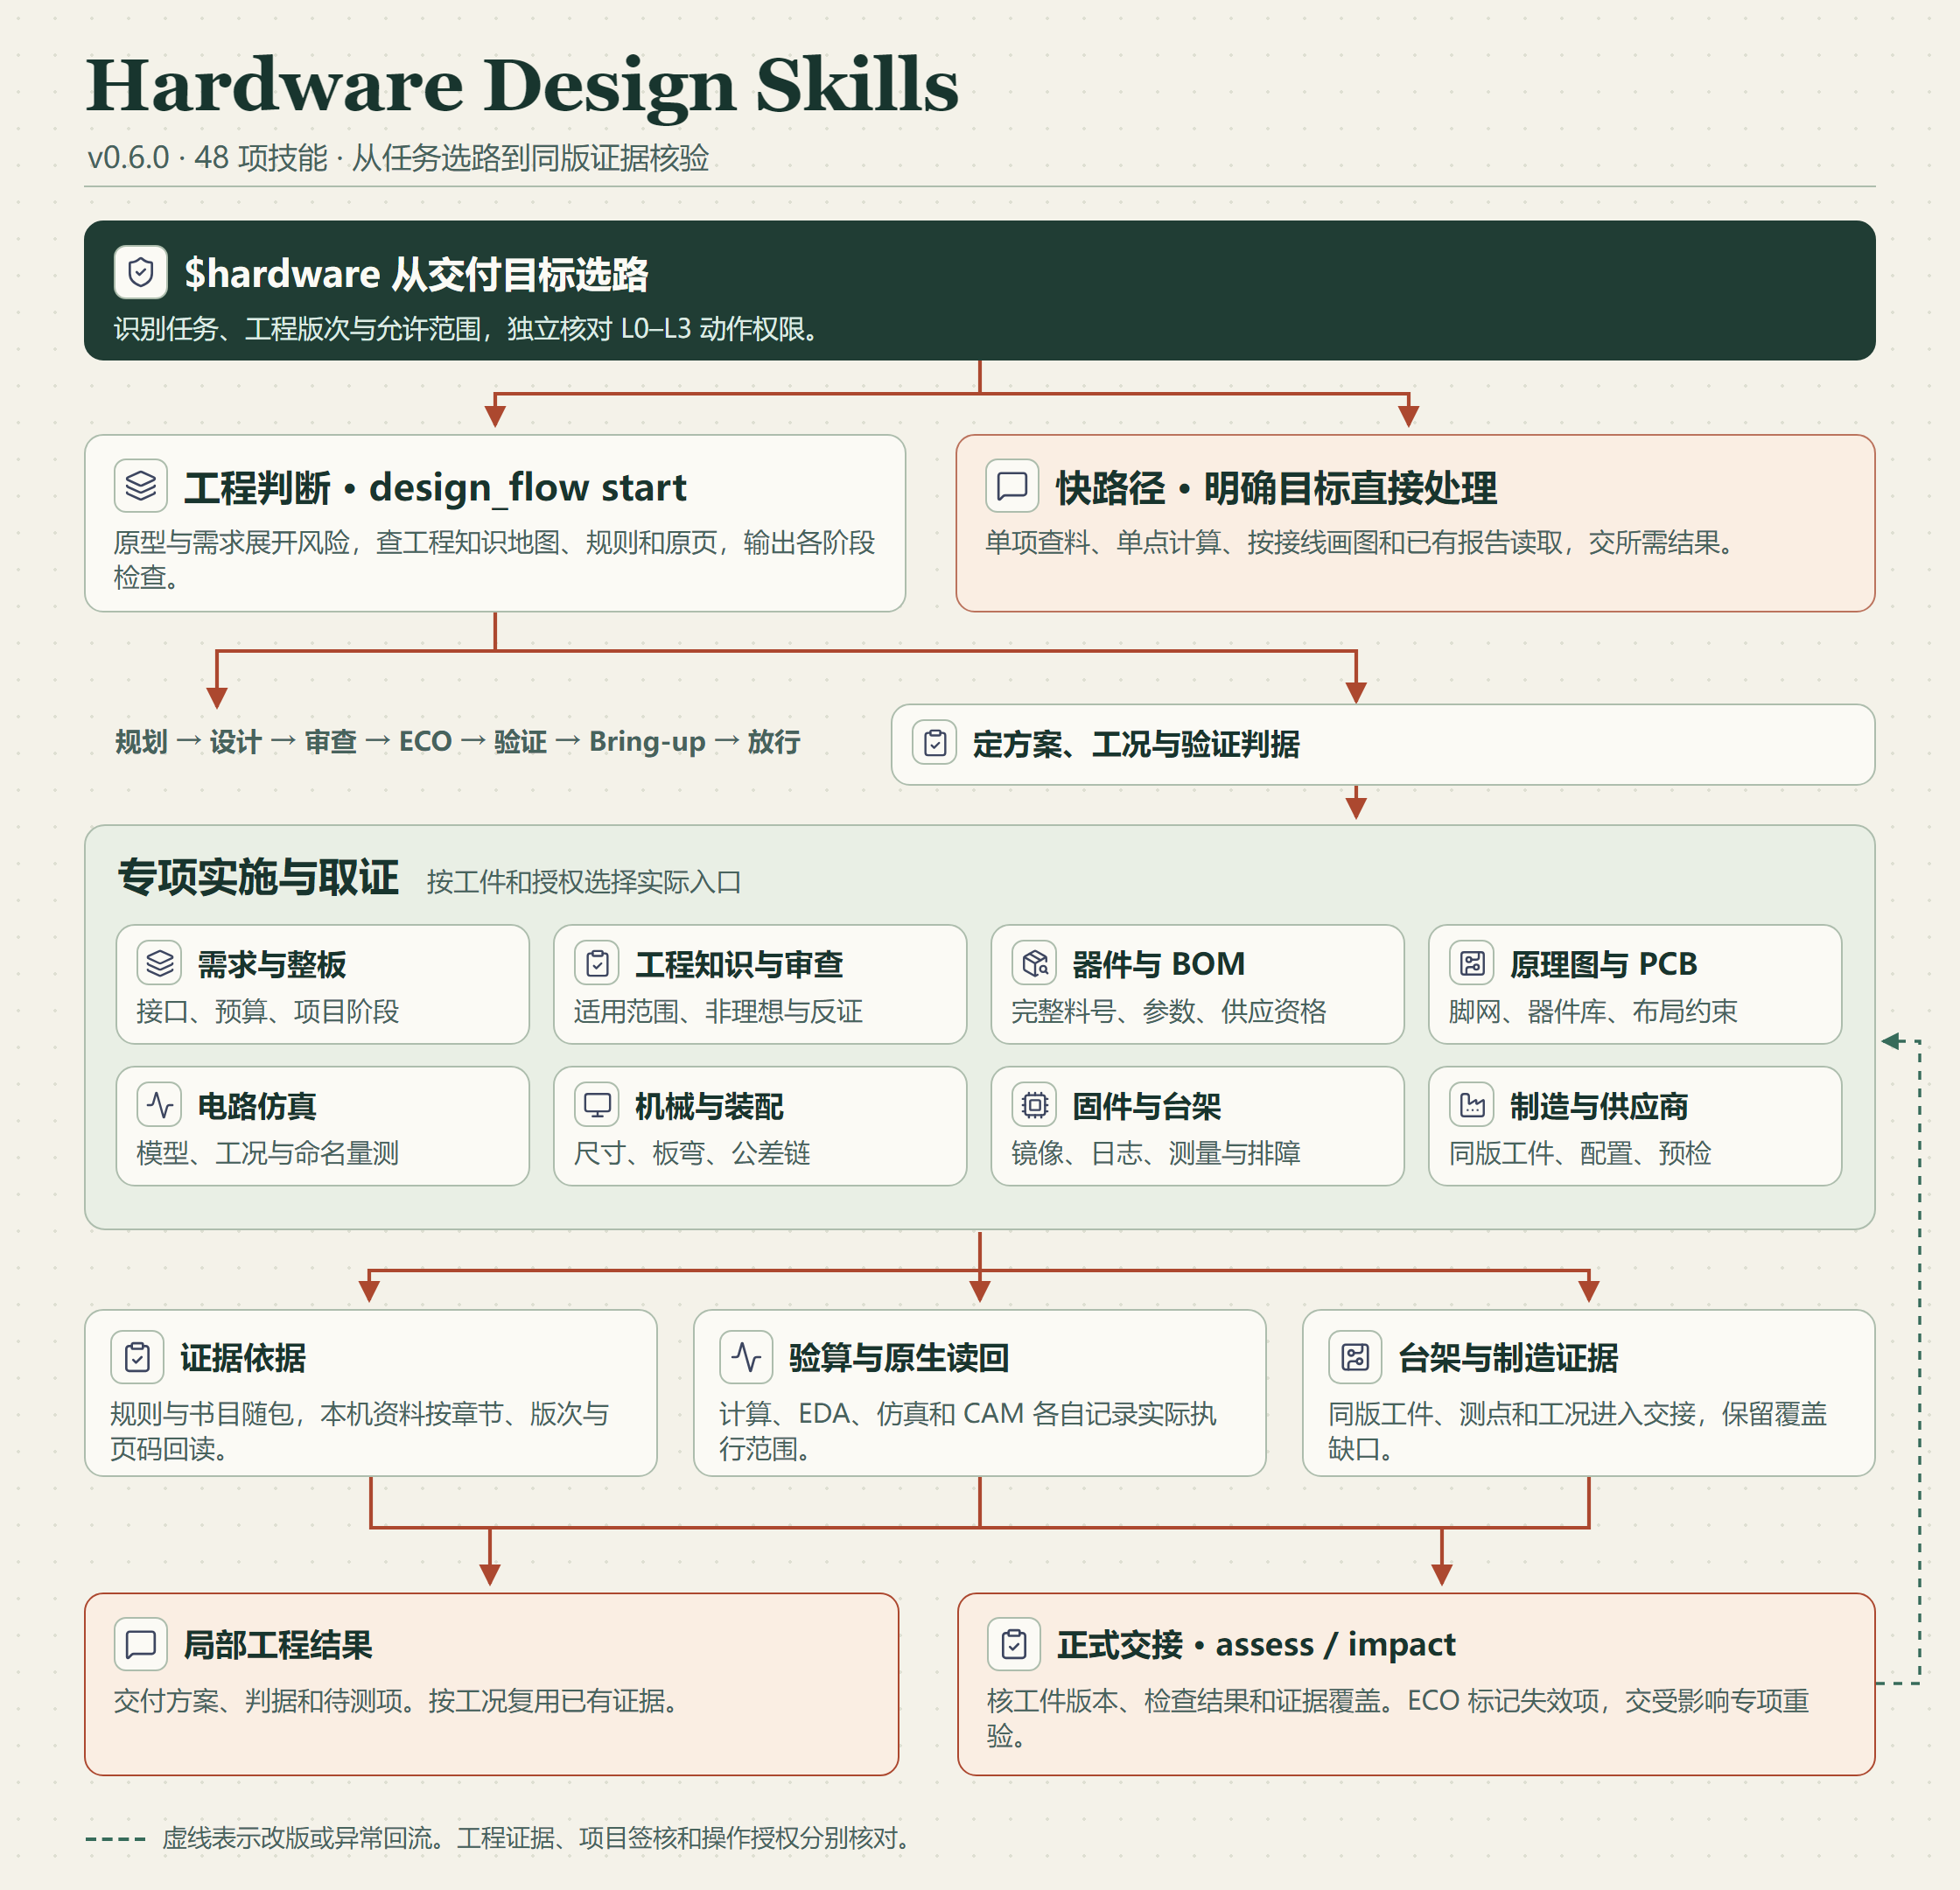 Hardware Design Skills
v0.6.0 · 48 项技能 · 从任务选路到同版证据核验
$hardware 从交付目标选路
识别任务、工程版次与允许范围，独立核对 L0–L3 动作权限。
工程判断 • design_flow start
原型与需求展开风险，查工程知识地图、规则和原页，输出各阶段
检查。
快路径 • 明确目标直接处理
单项查料、单点计算、按接线画图和已有报告读取，交所需结果。
规划 → 设计 → 审查 → ECO → 验证 → Bring-up → 放行
定方案、工况与验证判据
专项实施与取证 按工件和授权选择实际入口
需求与整板
接口、预算、项目阶段
工程知识与审查
适用范围、非理想与反证
器件与 BOM
完整料号、参数、供应资格
原理图与 PCB
脚网、器件库、布局约束
电路仿真
模型、工况与命名量测
机械与装配
尺寸、板弯、公差链
固件与台架
镜像、日志、测量与排障
制造与供应商
同版工件、配置、预检
证据依据
规则与书目随包，本机资料按章节、版次与
页码回读。
验算与原生读回
计算、EDA、仿真和 CAM 各自记录实际执
行范围。
台架与制造证据
同版工件、测点和工况进入交接，保留覆盖
缺口。
局部工程结果
交付方案、判据和待测项。按工况复用已有证据。
正式交接 • assess / impact
核工件版本、检查结果和证据覆盖。ECO 标记失效项，交受影响专项重
验。
虚线表示改版或异常回流。工程证据、项目签核和操作授权分别核对。